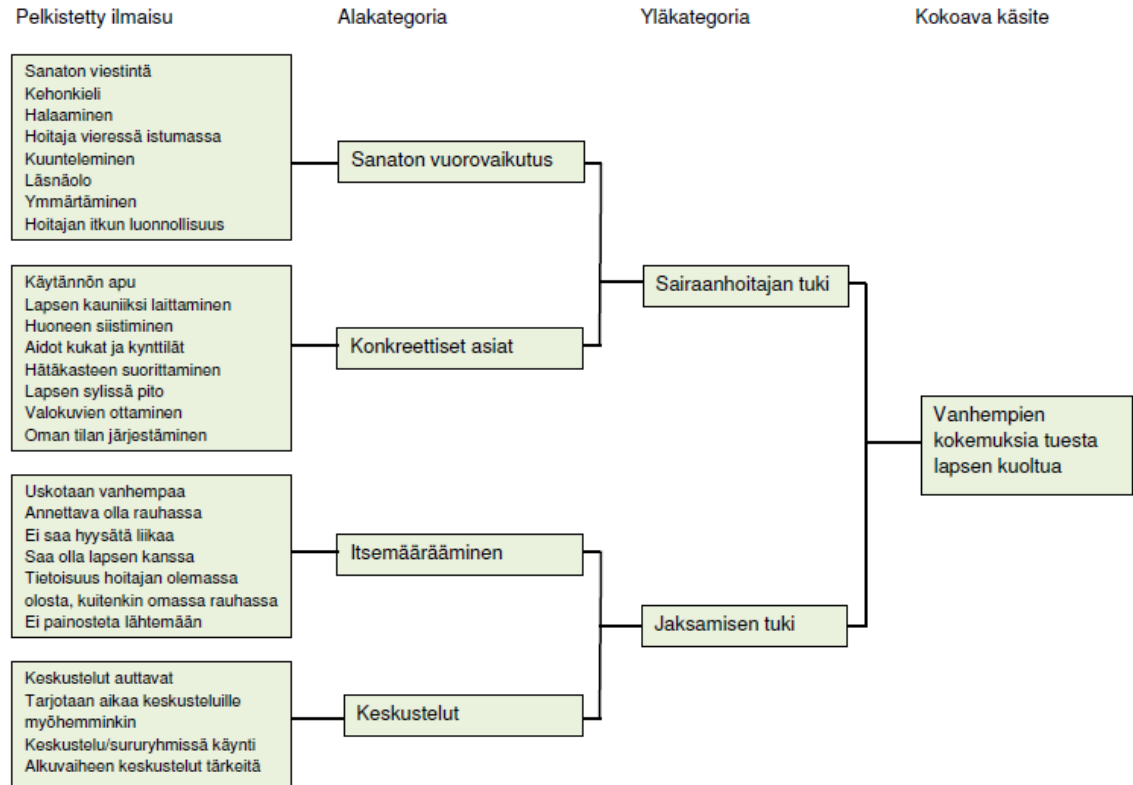 Pelkistetty ilmaisu
Alakategoria
Yläkategoria
Kokoava käsite
Sanaton viestintä
Kehonkieli
Halaaminen
Hoitaja vieressä istumassa
Kuunteleminen
Läsnäolo
Ymmärtäminen
Hoitajan itkun luonnollisuus
Sanaton vuorovaikutus
Käytännön apu
Lapsen kauniiksi laittaminen
Huoneen siistiminen
Aidot kukat ja kynttilät
Hätäkasteen suorittaminen
Lapsen sylissä pito
Valokuvien ottaminen
Oman tilan järjestäminen
Konkreettiset asiat
Sairaanhoitajan tuki
Uskotaan vanhempaa
Annettava olla rauhassa
Ei saa hyysätä liikaa
Saa olla lapsen kanssa
Tietoisuus hoitajan olemassa
olosta, kuitenkin omassa rauhassa
Ei painosteta lähtemään
Itsemäärääminen
Keskustelut auttavat
Tarjotaan aikaa keskusteluille
myöhemminkin
Keskustelu/sururyhmissä käynti
Alkuvaiheen keskustelut tärkeitä
Keskustelut
Jaksamisen tuki
Vanhempien
kokemuksia tuesta
lapsen kuoltua